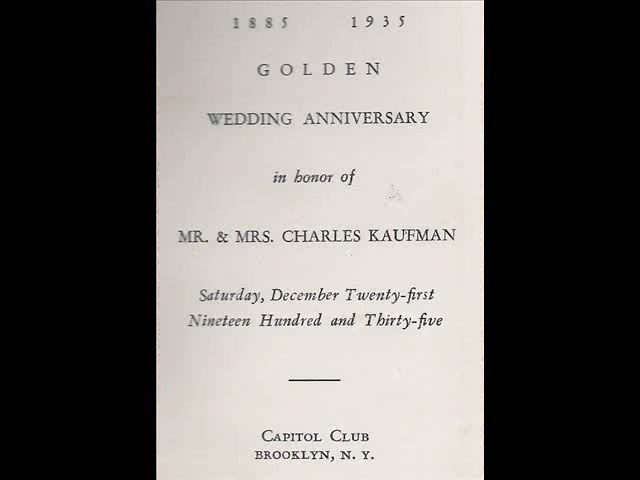 1885 1935
GOLDEN
WEDDING ANNIVERSARY
in honor of
MR. & MRS. CHARLES KAUFMAN
Saturday, December Twenty-first
Nineteen Hundred and Thirty-five
CAPITOL CLUB
BROOKLYN, N. Y.